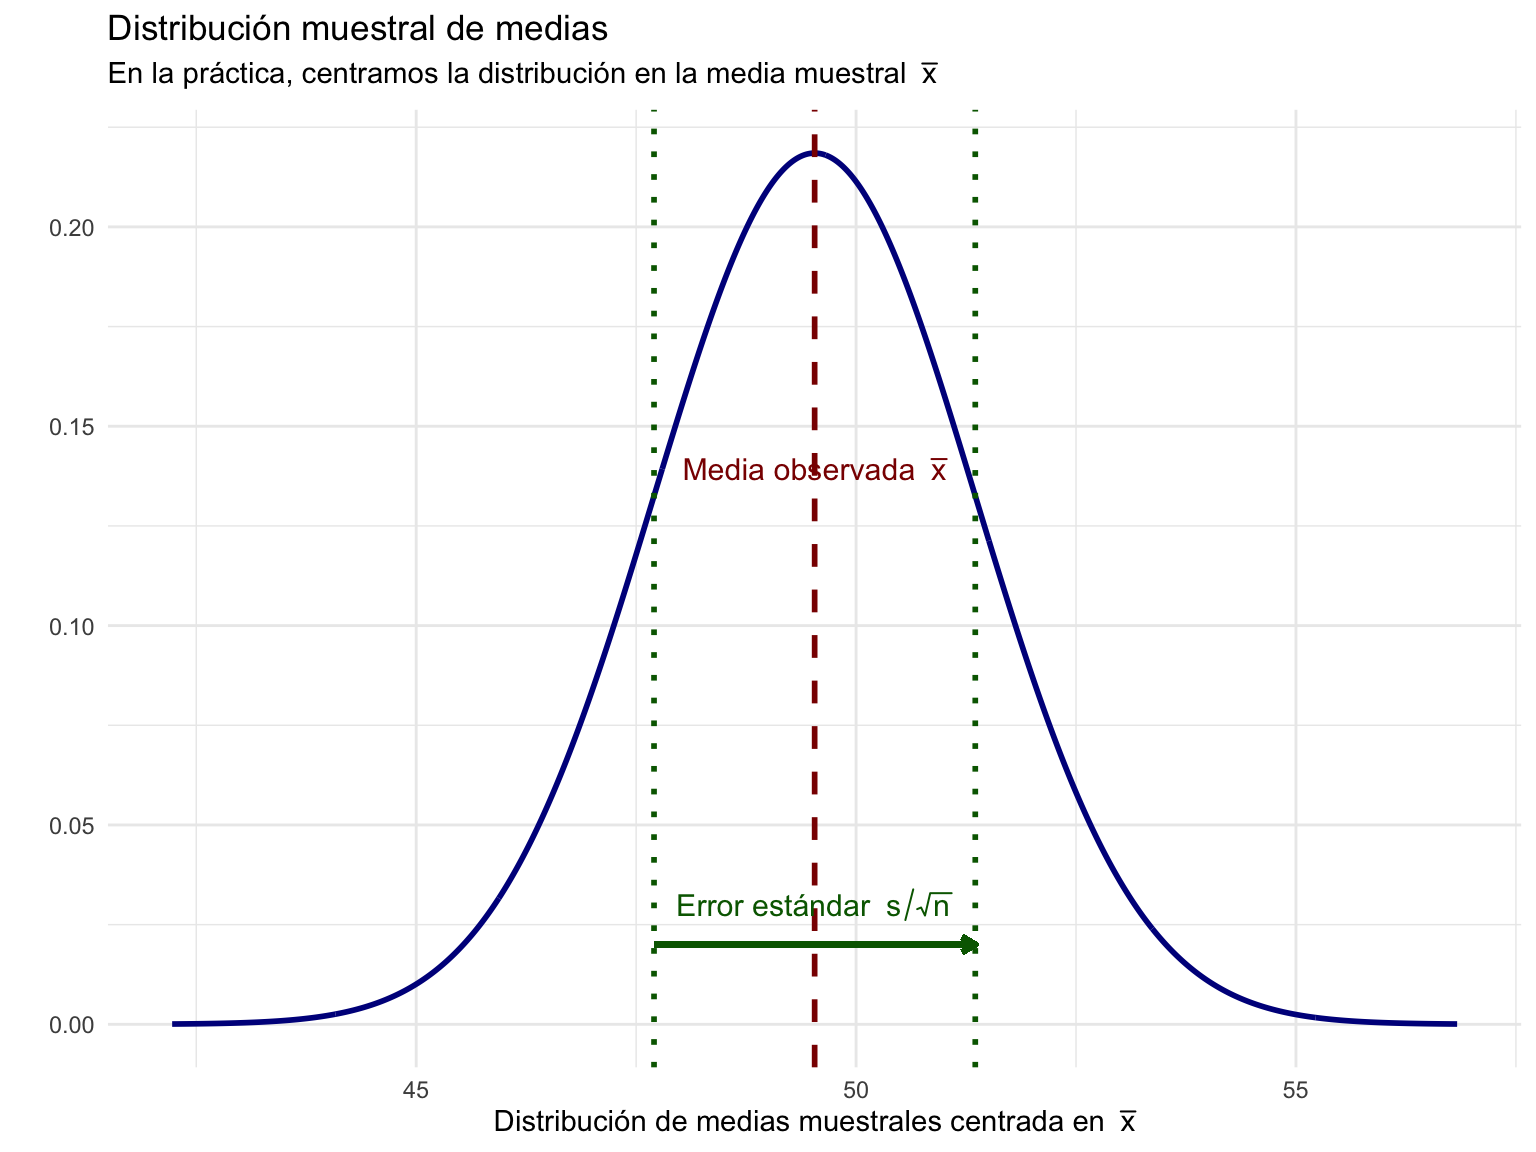 Distribución muestral de medias
En la práctica, centramos la distribución en la media muestral x̅
0.20
0.15
Media observada x̅
0.10
0.05
Error estándar s/√n
0.00
45 50 55
Distribución de medias muestrales centrada en x̅